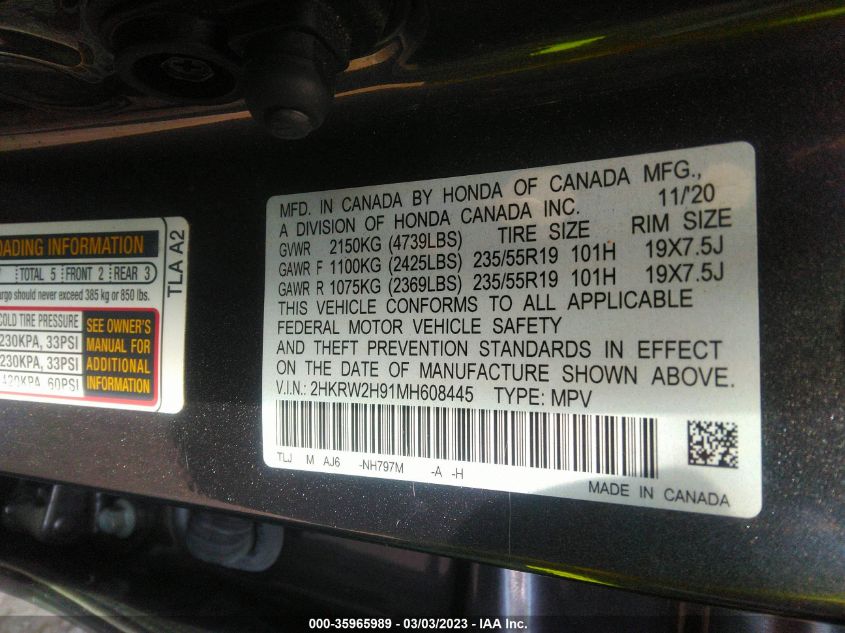 OADING INFORMATION
TOTAL 5 FRONT 2 REAR 3
should never exceed 385 kg or 850 lbs.
COLD TIRE PRESSURE
230KPA, 33PSI
230KPA, 33PSI
420KPA, 60PSI
SEE OWNER'S
MANUAL FOR
ADDITIONAL
INFORMATION
TLA A2
MFD. IN CANADA BY HONDA OF CANADA MFG., 11/'20
A DIVISION OF HONDA CANADA INC.
TIRE SIZE RIM SIZE
GVWR 2150KG (4739LBS)
GAWR F 1100KG (2425LBS) 235/55R19 101H 19X7.5J
GAWR R 1075KG (2369LBS) 235/55R19 101H 19X7.5J
THIS VEHICLE CONFORMS TO ALL APPLICABLE
FEDERAL MOTOR VEHICLE SAFETY
AND THEFT PREVENTION STANDARDS IN EFFECT
ON THE DATE OF MANUFACTURE SHOWN ABOVE.
V.I.N.: 2HKRW2H91MH608445 TYPE: MPV
TLJ M AJ6 -NH797M -A -H
MADE IN CANADA
000-35965989 — 03/03/2023 — IAA Inc.